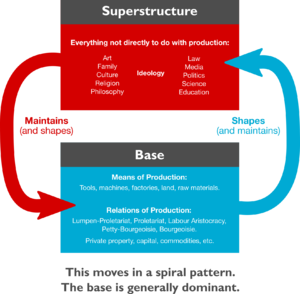 Superstructure
Everything not directly to do with production:
Art
Family
Culture
Religion
Philosophy
Ideology
Law
Media
Politics
Science
Education
Maintains
(and shapes)
Shapes
(and maintains)
Base
Means of Production:
Tools, machines, factories, land, raw materials.
Relations of Production:
Lumpen-Proletariat, Proletariat, Labour Aristocracy,
Petty-Bourgeoisie, Bourgeoisie.
Private property, capital, commodities, etc.
This moves in a spiral pattern.
The base is generally dominant.